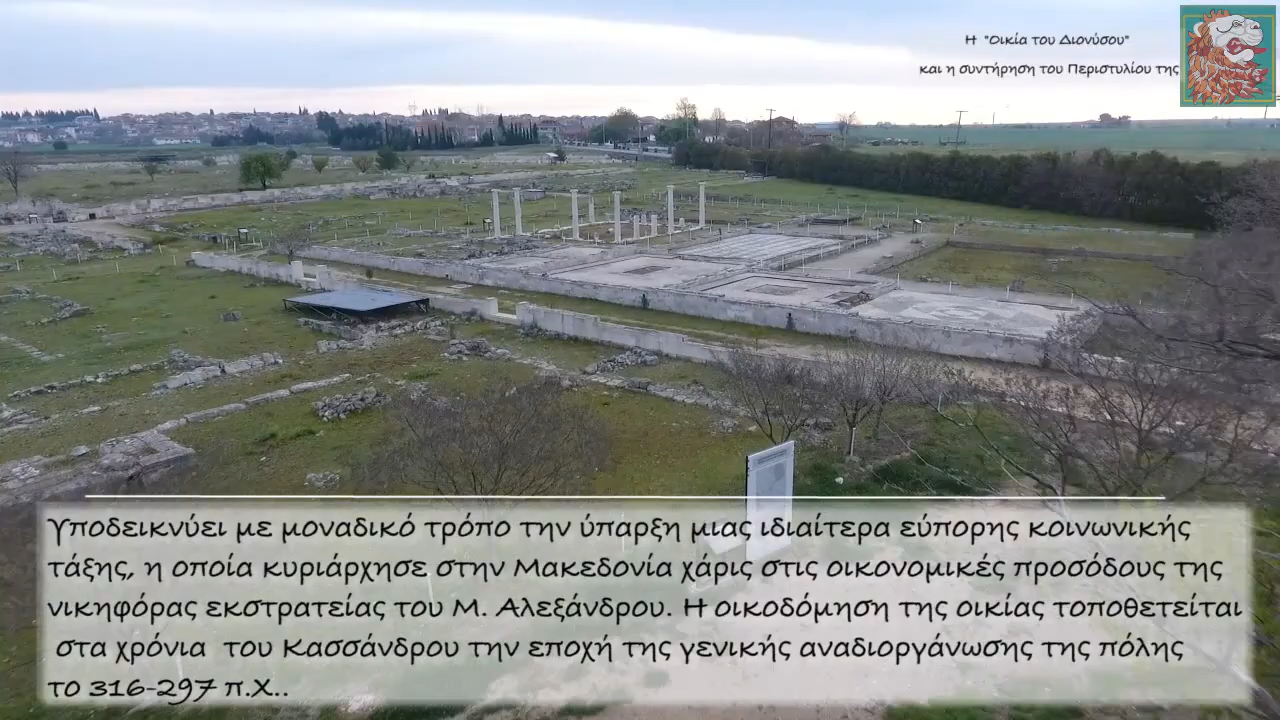 Η "Οικία του Διονύσου"
και η συντήρηση του Περιστυλίου της
Υποδεικνύει με μοναδικό τρόπο την ύπαρξη μιας ιδιαίτερα εύπορης κοινωνικής
τάξης, η οποία κυριάρχησε στην Μακεδονία χάρις στις οικονομικές προσόδους της
νικηφόρας εκστρατείας του Μ. Αλεξάνδρου. Η οικοδόμηση της οικίας τοποθετείται
στα χρόνια του Κασσάνδρου την εποχή της γενικής αναδιοργάνωσης της πόλης
το 316-297 π.Χ..